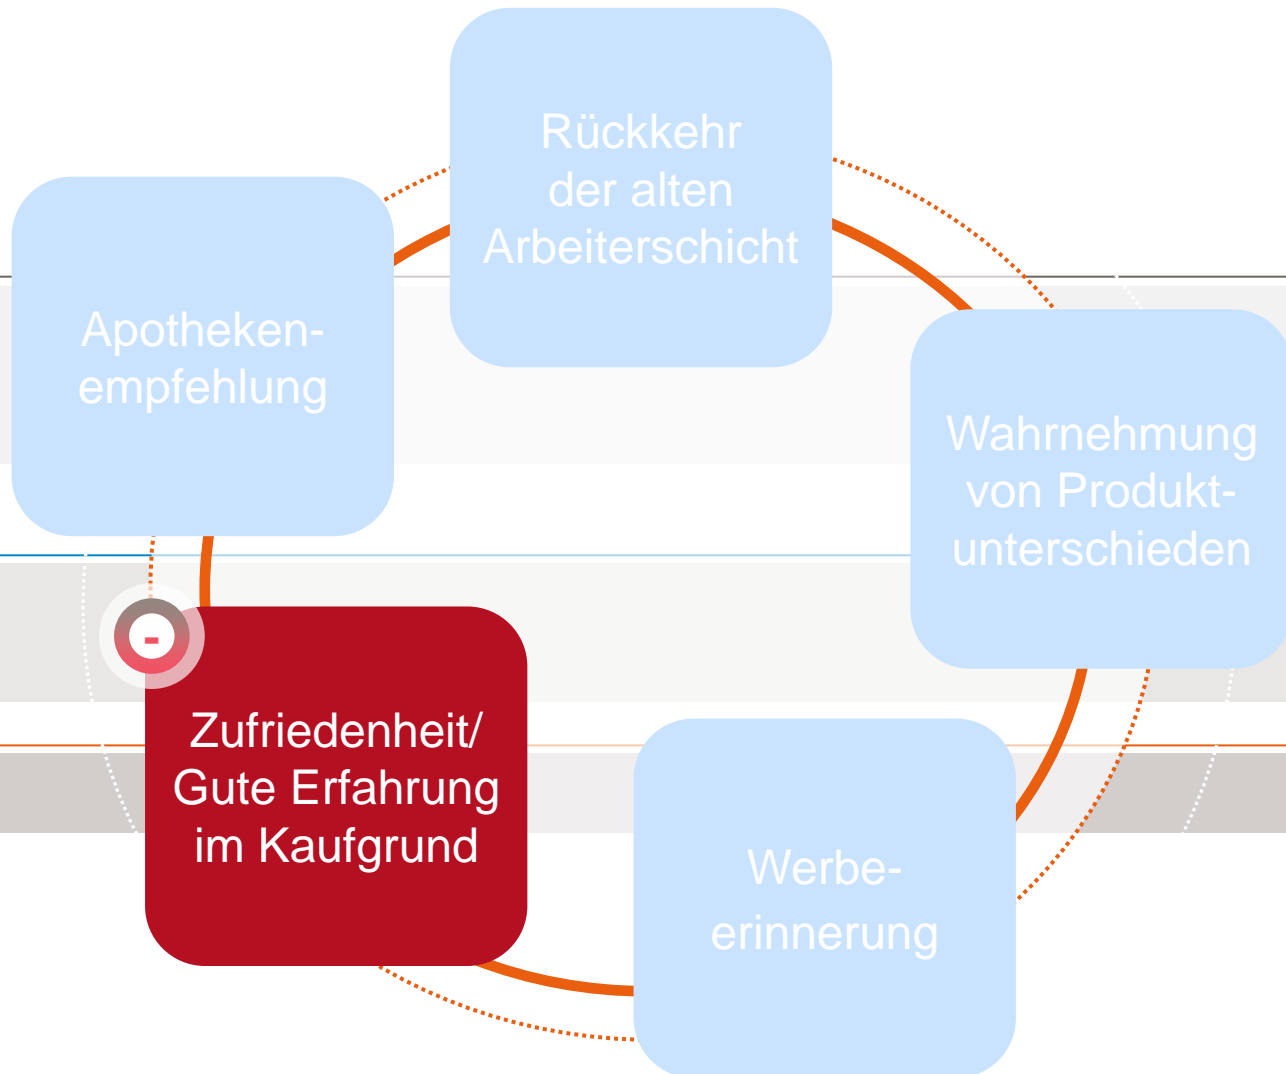 Rückkehr
der alten
Arbeiterschicht
Apotheken-
empfehlung
Wahrnehmung
von Produkt-
unterschieden
-
Zufriedenheit/
Gute Erfahrung
im Kaufgrund
Werbe-
erinnerung